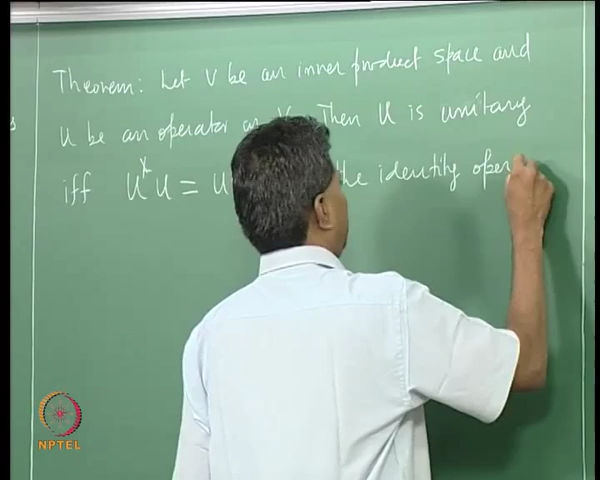 Theorem: Let V be an inner product space and
U be an operator on V. Then U is unitary
iff U*U = U the identity oper
NPTEL